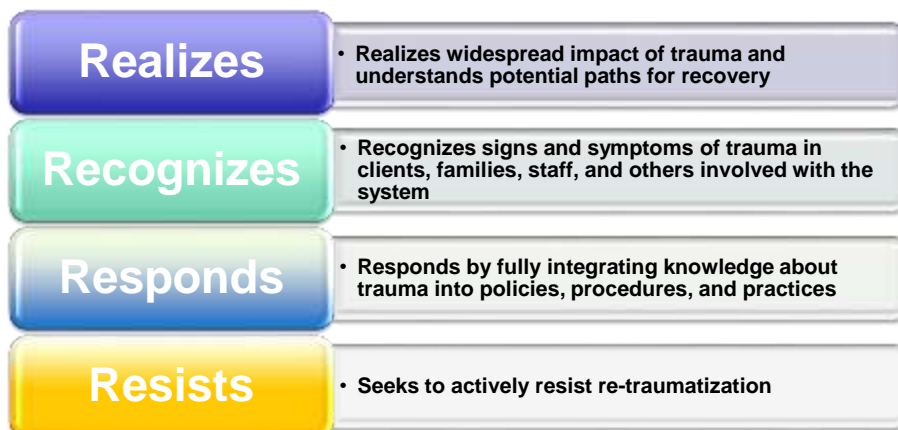 Realizes
• Realizes widespread impact of trauma and
understands potential paths for recovery
Recognizes
• Recognizes signs and symptoms of trauma in
clients, families, staff, and others involved with the
system
Responds
• Responds by fully integrating knowledge about
trauma into policies, procedures, and practices
Resists
• Seeks to actively resist re-traumatization